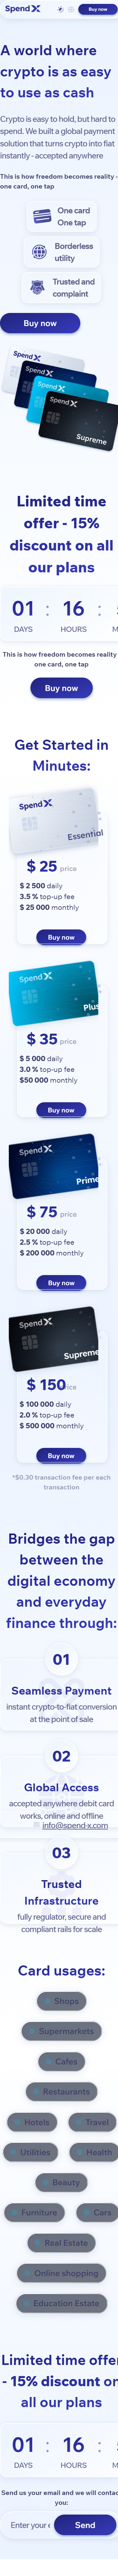 Spend X
Buy now
A world where
crypto is as easy
to use as cash
Crypto is easy to hold, but hard to
spend. We built a global payment
solution that turns crypto into fiat
instantly - accepted anywhere
This is how freedom becomes reality -
one card, one tap
One card
One tap
Borderless
utility
Trusted and
complaint
Buy now
Spend X
Spend X
Spend X
Spend X
Supreme
Limited time
offer - 15%
discount on all
our plans
01 : 16 :
DAYS HOURS M
This is how freedom becomes reality
one card, one tap
Buy now
Get Started in
Minutes:
Spend X
Essential
$ 25 price
$ 2 500 daily
3.5 % top-up fee
$ 25 000 monthly
Buy now
Spend X
Plus
$ 35 price
$ 5 000 daily
3.0 % top-up fee
$50 000 monthly
Buy now
Spend X
Prime
$ 75 price
$ 20 000 daily
2.5 % top-up fee
$ 200 000 monthly
Buy now
Spend X
Supreme
$ 150 price
$ 100 000 daily
2.0 % top-up fee
$ 500 000 monthly
Buy now
*$0.30 transaction fee per each
transaction
Bridges the gap
between the
digital economy
and everyday
finance through:
01
Seamless Payment
instant crypto-to-fiat conversion
at the point of sale
02
Global Access
accepted anywhere debit card
works, online and offline
info@spend-x.com
03
Trusted
Infrastructure
fully regulator, secure and
compliant rails for scale
Card usages:
Shops
Supermarkets
Cafes
Restaurants
Hotels Travel
Utilities Health
Beauty
Furniture Cars
Real Estate
Online shopping
Education Estate
Limited time offer
- 15% discount on
all our plans
01 : 16 :
DAYS HOURS M
Send us your email and we will contac
you:
Enter your e Send